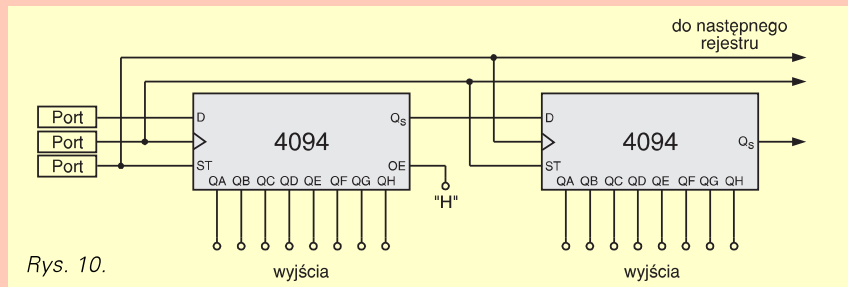 do następnego
rejestru
Port
Port
Port
D
ST
4094
QS
OE
QA QB QC QD QE QF QG QH
"H"
wyjścia
D
ST
4094
QS
QA QB QC QD QE QF QG QH
wyjścia
Rys. 10.